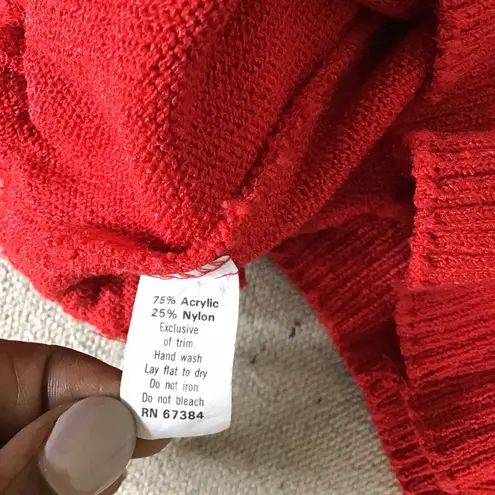 75% Acrylic
25% Nylon
Exclusive
of trim.
Hand wash
Lay flat to dry
Do not iron
Do not bleach
RN 67384